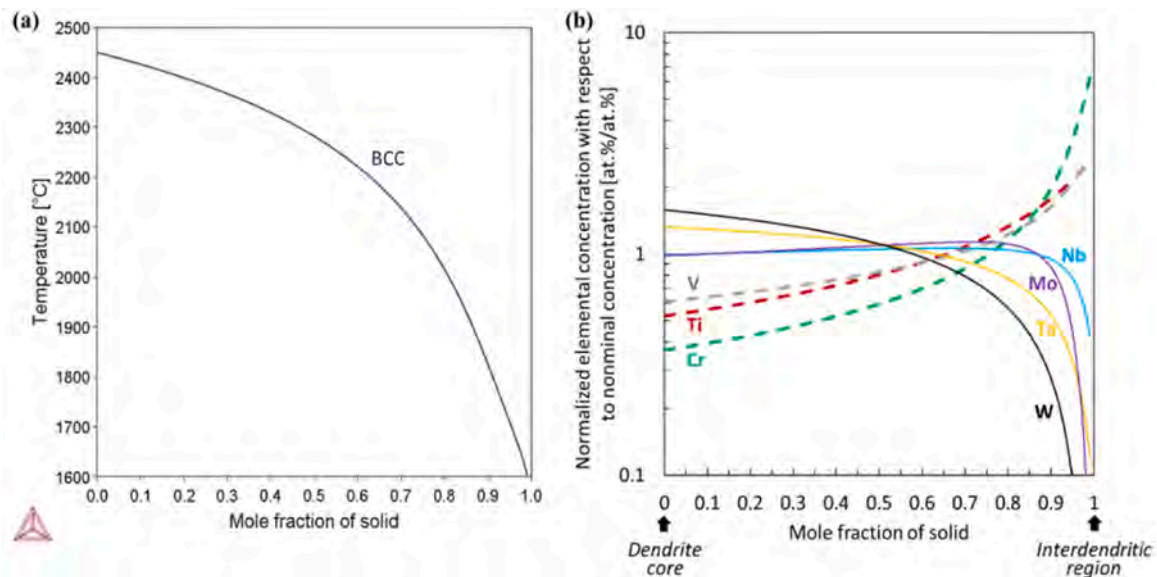 (a)
2500
2400
2300
2200
2100
2000
1900
1800
1700
1600
Temperature [°C]
BCC
0.0 0.1 0.2 0.3 0.4 0.5 0.6 0.7 0.8 0.9 1.0
Mole fraction of solid
(b)
Normalized elemental concentration with respect
to nonminal concentration [at.%/at.%]
10
1
0.1
V
Ti
Cr
Nb
Mo
Ta
W
0 0.1 0.2 0.3 0.4 0.5 0.6 0.7 0.8 0.9 1
Mole fraction of solid
Dendrite
core
Interdendritic
region